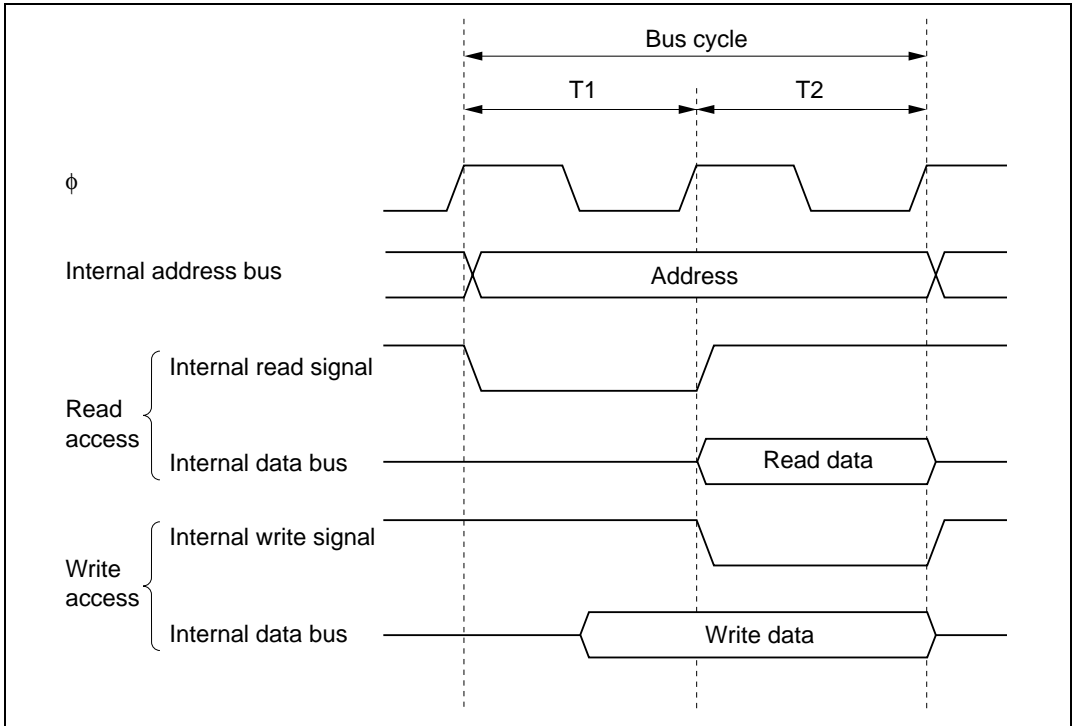 Bus cycle
T1
T2
ϕ
Internal address bus
Address
Internal read signal
Read
access
Internal data bus
Read data
Internal write signal
Write
access
Internal data bus
Write data